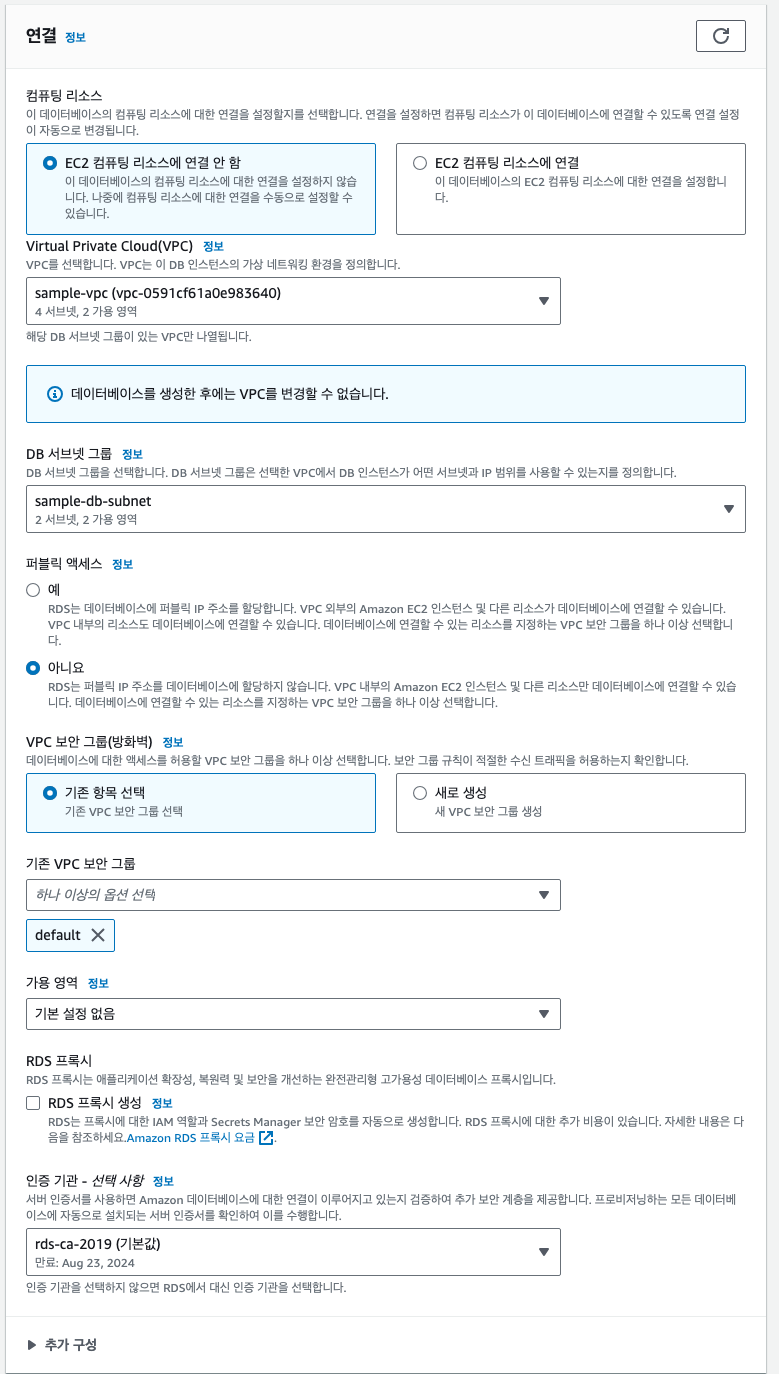 연결 정보
컴퓨팅 리소스
이 데이터베이스의 컴퓨팅 리소스에 대한 연결을 설정할지를 선택합니다. 연결을 설정하면 컴퓨팅 리소스가 이 데이터베이스에 연결할 수 있도록 연결 설정
이 자동으로 변경됩니다.
EC2 컴퓨팅 리소스에 연결 안 함
이 데이터베이스의 컴퓨팅 리소스에 대한 연결을 설정하지 않습
니다. 나중에 컴퓨팅 리소스에 대한 연결을 수동으로 설정할 수
있습니다.
EC2 컴퓨팅 리소스에 연결
이 데이터베이스의 EC2 컴퓨팅 리소스에 대한 연결을 설정합니
다.
Virtual Private Cloud(VPC) 정보
VPC를 선택합니다. VPC는 이 DB 인스턴스의 가상 네트워킹 환경을 정의합니다.
sample-vpc (vpc-0591cf61a0e983640)
4 서브넷, 2 가용 영역
해당 DB 서브넷 그룹이 있는 VPC만 나열됩니다.
데이터베이스를 생성한 후에는 VPC를 변경할 수 없습니다.
DB 서브넷 그룹 정보
DB 서브넷 그룹을 선택합니다. DB 서브넷 그룹은 선택한 VPC에서 DB 인스턴스가 어떤 서브넷과 IP 범위를 사용할 수 있는지를 정의합니다.
sample-db-subnet
2 서브넷, 2 가용 영역
퍼블릭 액세스 정보
예
RDS는 데이터베이스에 퍼블릭 IP 주소를 할당합니다. VPC 외부의 Amazon EC2 인스턴스 및 다른 리소스가 데이터베이스에 연결할 수 있습니다.
VPC 내부의 리소스도 데이터베이스에 연결할 수 있습니다. 데이터베이스에 연결할 수 있는 리소스를 지정하는 VPC 보안 그룹을 하나 이상 선택합니
다.
아니요
RDS는 퍼블릭 IP 주소를 데이터베이스에 할당하지 않습니다. VPC 내부의 Amazon EC2 인스턴스 및 다른 리소스만 데이터베이스에 연결할 수 있습
니다. 데이터베이스에 연결할 수 있는 리소스를 지정하는 VPC 보안 그룹을 하나 이상 선택합니다.
VPC 보안 그룹(방화벽) 정보
데이터베이스에 대한 액세스를 허용할 VPC 보안 그룹을 하나 이상 선택합니다. 보안 그룹 규칙이 적절한 수신 트래픽을 허용하는지 확인합니다.
기존 항목 선택
기존 VPC 보안 그룹 선택
새로 생성
새 VPC 보안 그룹 생성
기존 VPC 보안 그룹
하나 이상의 옵션 선택
default
가용 영역 정보
기본 설정 없음
RDS 프록시
RDS 프록시는 애플리케이션 확장성, 복원력 및 보안을 개선하는 완전관리형 고가용성 데이터베이스 프록시입니다.
RDS 프록시 생성 정보
RDS는 프록시에 대한 IAM 역할과 Secrets Manager 보안 암호를 자동으로 생성합니다. RDS 프록시에 대한 추가 비용이 있습니다. 자세한 내용은 다
음을 참조하세요.Amazon RDS 프록시 요금.
인증 기관 - 선택 사항 정보
서버 인증서를 사용하면 Amazon 데이터베이스에 대한 연결이 이루어지고 있는지 검증하여 추가 보안 계층을 제공합니다. 프로비저닝하는 모든 데이터베
이스에 자동으로 설치되는 서버 인증서를 확인하여 이를 수행합니다.
rds-ca-2019 (기본값)
만료: Aug 23, 2024
인증 기관을 선택하지 않으면 RDS에서 대신 인증 기관을 선택합니다.
추가 구성